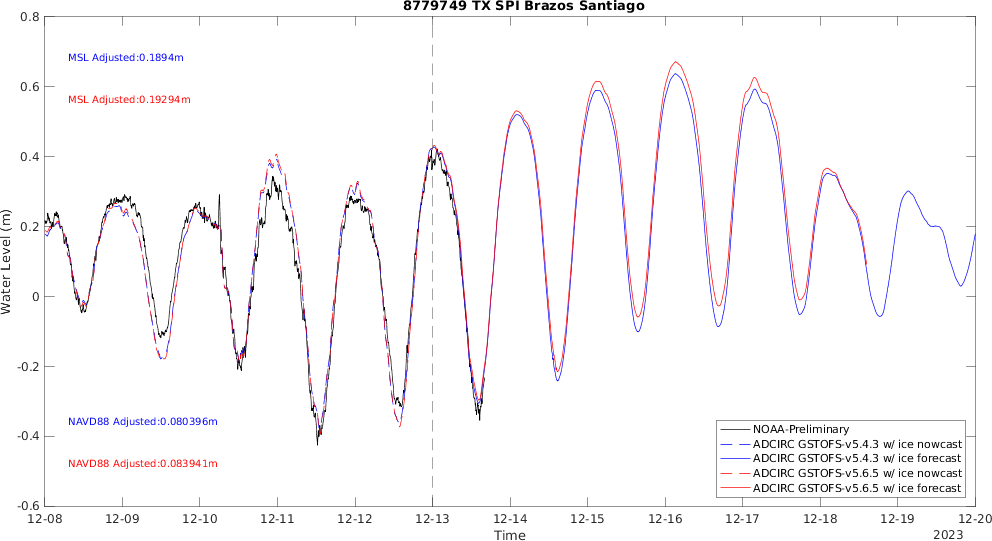 8779749 TX SPI Brazos Santiago
0.8
0.6
0.4
0.2
0
-0.2
-0.4
-0.6
Water Level (m)
MSL Adjusted:0.1894m
MSL Adjusted:0.19294m
NAVD88 Adjusted:0.080396m
NAVD88 Adjusted:0.083941m
NOAA-Preliminary
ADCIRC GSTOFS-v5.4.3 w/ ice nowcast
ADCIRC GSTOFS-v5.4.3 w/ ice forecast
ADCIRC GSTOFS-v5.6.5 w/ ice nowcast
ADCIRC GSTOFS-v5.6.5 w/ ice forecast
12-08 12-09 12-10 12-11 12-12 12-13 12-14 12-15 12-16 12-17 12-18 12-19 12-20
Time
2023